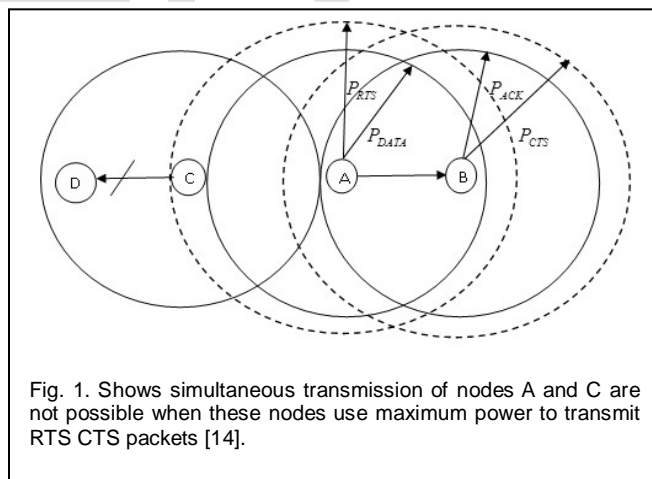 P_RTS
P_ACK
P_DATA
P_CTS
D
C
A
B
Fig. 1. Shows simultaneous transmission of nodes A and C are
not possible when these nodes use maximum power to transmit
RTS CTS packets [14].